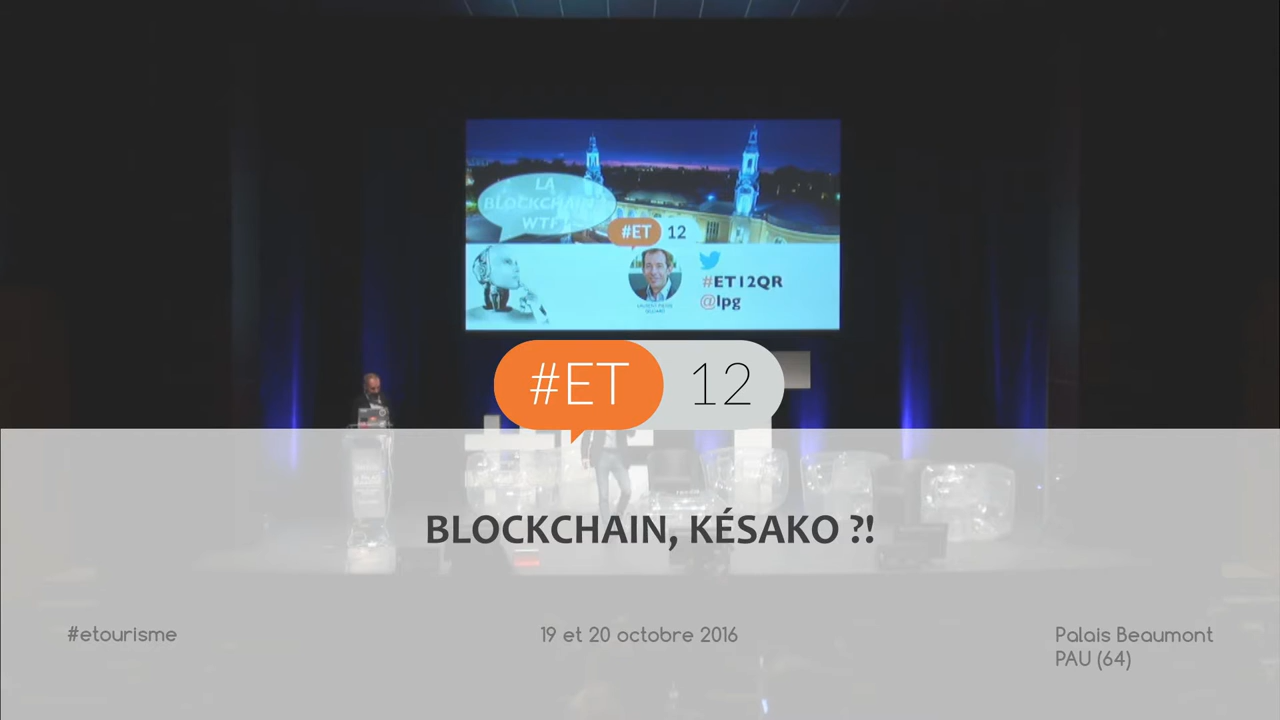 LA
BLOCKCHAIN
WTF
#ET 12
#ET12QR
@lpg
#ET 12
BLOCKCHAIN, KÉSAKO ?!
#etourisme
19 et 20 octobre 2016
Palais Beaumont
PAU (64)